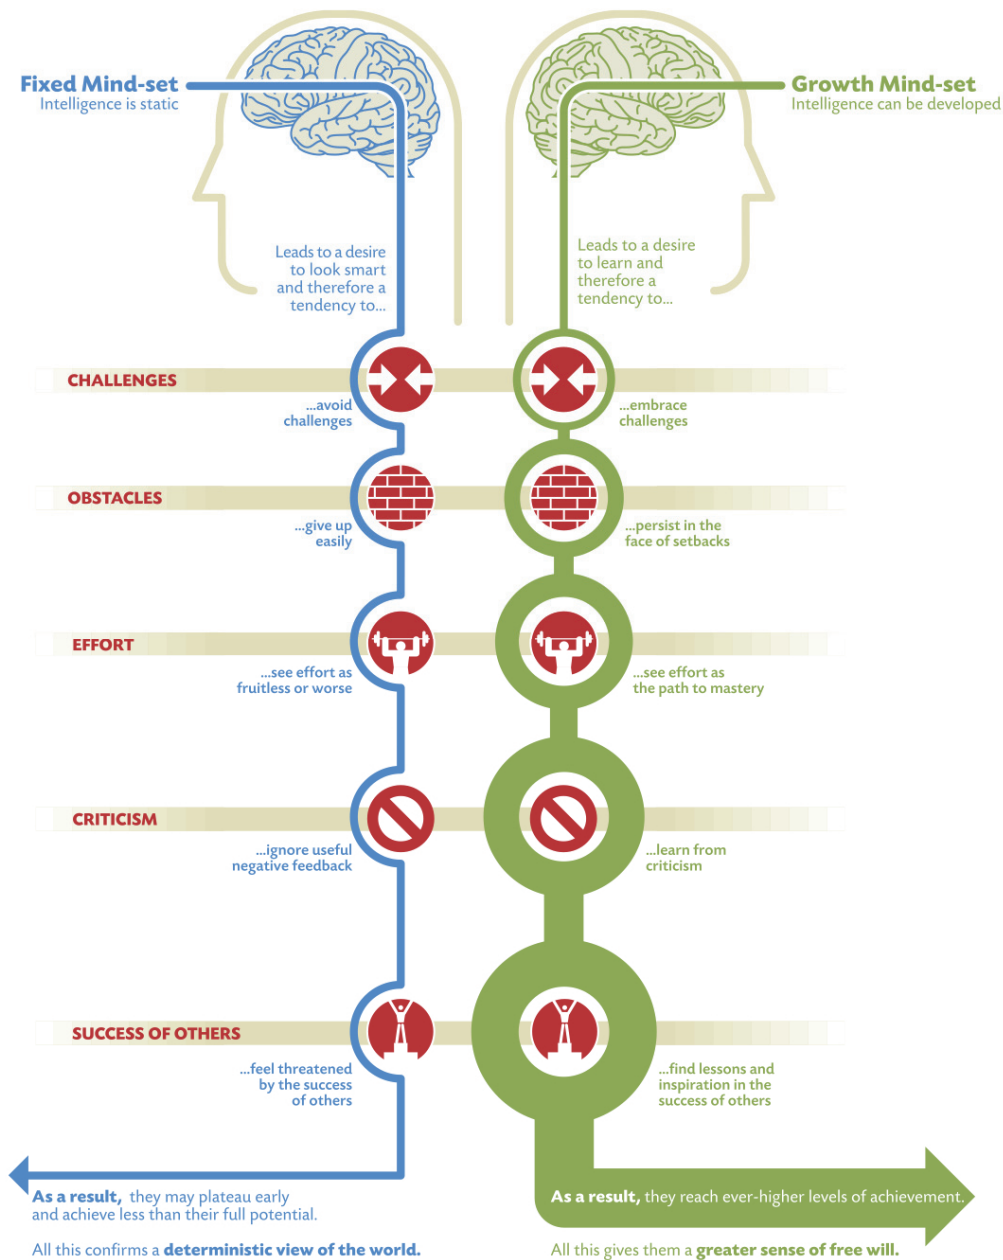 Fixed Mind-set
Intelligence is static
Growth Mind-set
Intelligence can be developed
Leads to a desire
to look smart
and therefore a
tendency to...
Leads to a desire
to learn and
therefore a
tendency to...
CHALLENGES
...avoid
challenges
...embrace
challenges
OBSTACLES
...give up
easily
...persist in the
face of setbacks
EFFORT
...see effort as
fruitless or worse
...see effort as
the path to mastery
CRITICISM
...ignore useful
negative feedback
...learn from
criticism
SUCCESS OF OTHERS
...feel threatened
by the success
of others
...find lessons and
inspiration in the
success of others
As a result, they may plateau early
and achieve less than their full potential.
All this confirms a deterministic view of the world.
As a result, they reach ever-higher levels of achievement.
All this gives them a greater sense of free will.